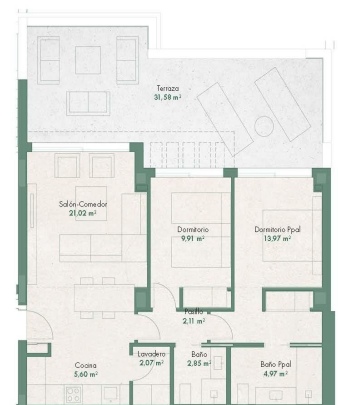 Terraza
31,58 m²
Salón-Comedor
21,02 m²
Dormitorio
9,91 m²
Dormitorio Ppal
13,97 m²
Pasillo
2,11 m²
Cocina
5,60 m²
Lavadero
2,07 m²
Baño
2,85 m²
Baño Ppal
4,97 m²